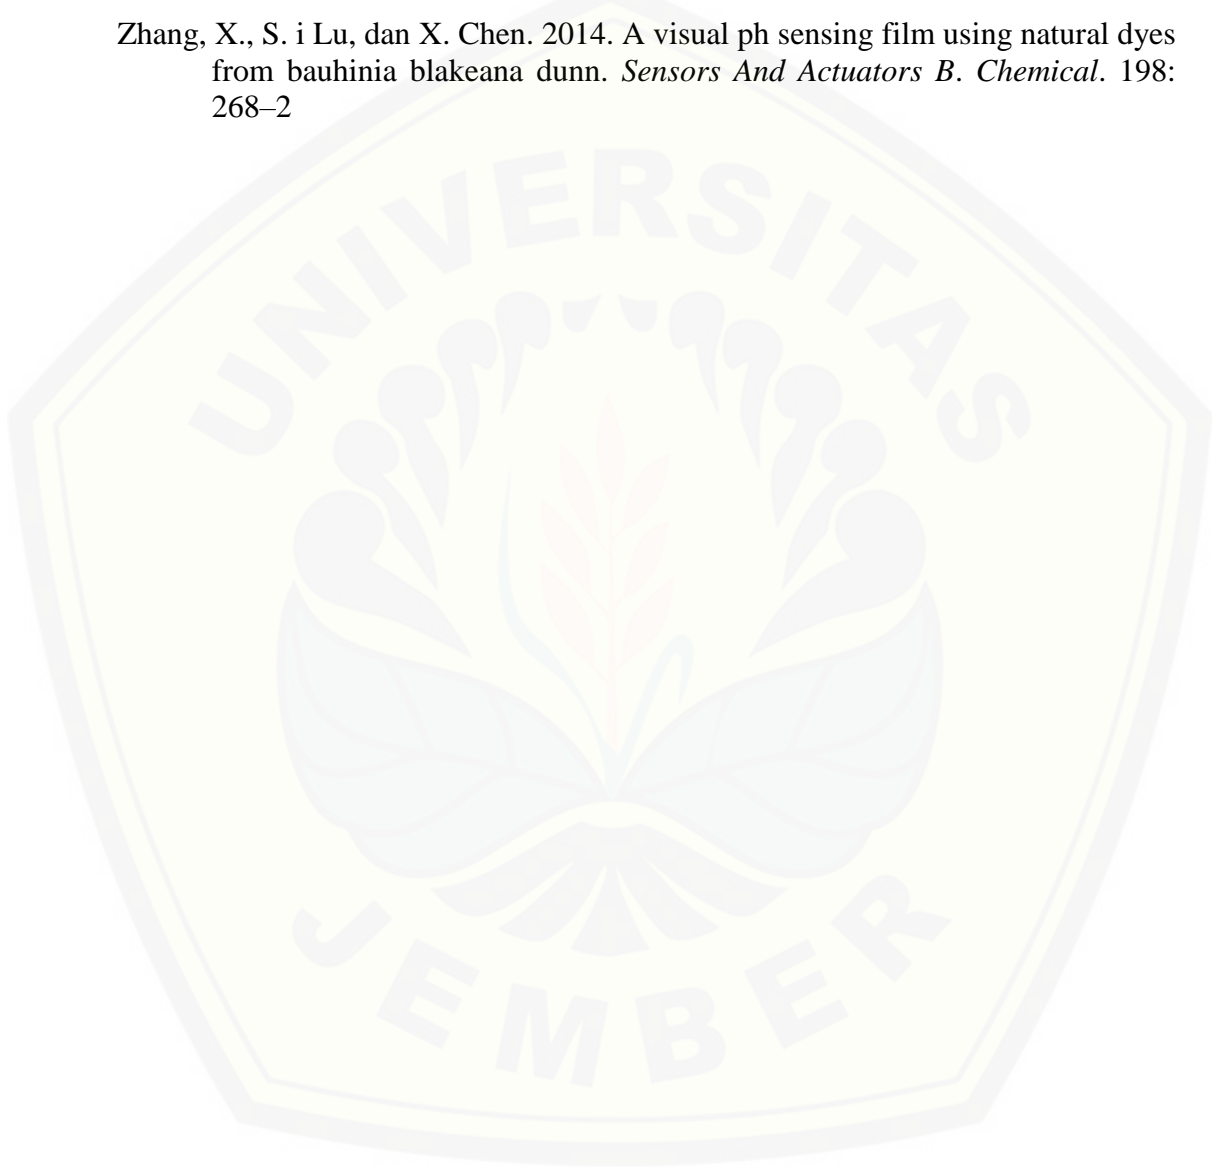 Zhang, X., S. i Lu, dan X. Chen. 2014. A visual ph sensing film using natural dyes
from bauhinia blakeana dunn. Sensors And Actuators B. Chemical. 198:
268–2
UNIVERSITAS
JEMBER